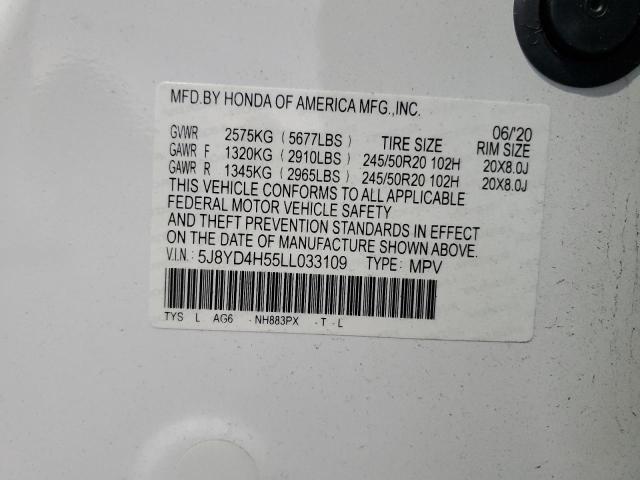 MFD.BY HONDA OF AMERICA MFG.,INC.
06/'20
GVWR 2575KG (5677LBS) TIRE SIZE RIM SIZE
GAWR F 1320KG (2910LBS) 245/50R20 102H 20X8.0J
GAWR R 1345KG (2965LBS) 245/50R20 102H 20X8.0J
THIS VEHICLE CONFORMS TO ALL APPLICABLE
FEDERAL MOTOR VEHICLE SAFETY
AND THEFT PREVENTION STANDARDS IN EFFECT
ON THE DATE OF MANUFACTURE SHOWN ABOVE.
V.I.N.: 5J8YD4H55LL033109 TYPE: MPV
TYS L AG6 - NH883PX - T - L